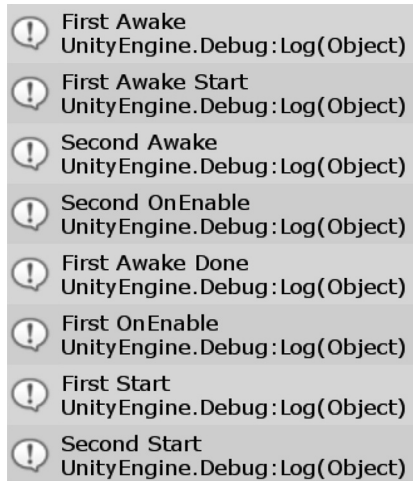 First Awake
UnityEngine.Debug:Log(Object)
First Awake Start
UnityEngine.Debug:Log(Object)
Second Awake
UnityEngine.Debug:Log(Object)
Second OnEnable
UnityEngine.Debug:Log(Object)
First Awake Done
UnityEngine.Debug:Log(Object)
First OnEnable
UnityEngine.Debug:Log(Object)
First Start
UnityEngine.Debug:Log(Object)
Second Start
UnityEngine.Debug:Log(Object)